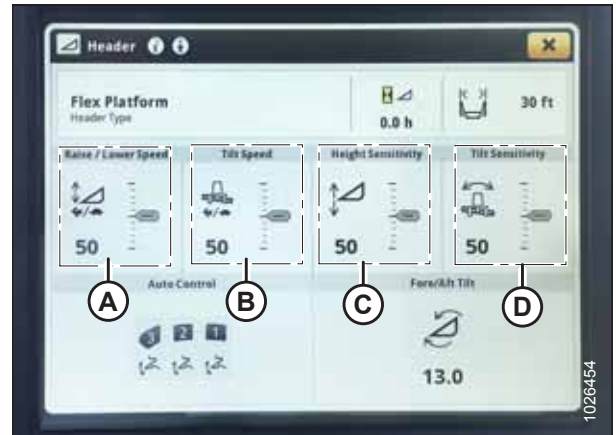 Header
Flex Platform
Header Type
0.0 h
30 ft
Raise / Lower Speed
Tilt Speed
Height Sensitivity
Tilt Sensitivity
50
50
50
50
A
B
C
D
Auto Control
Fore/Aft Tilt
3 2 1
13.0
1026454